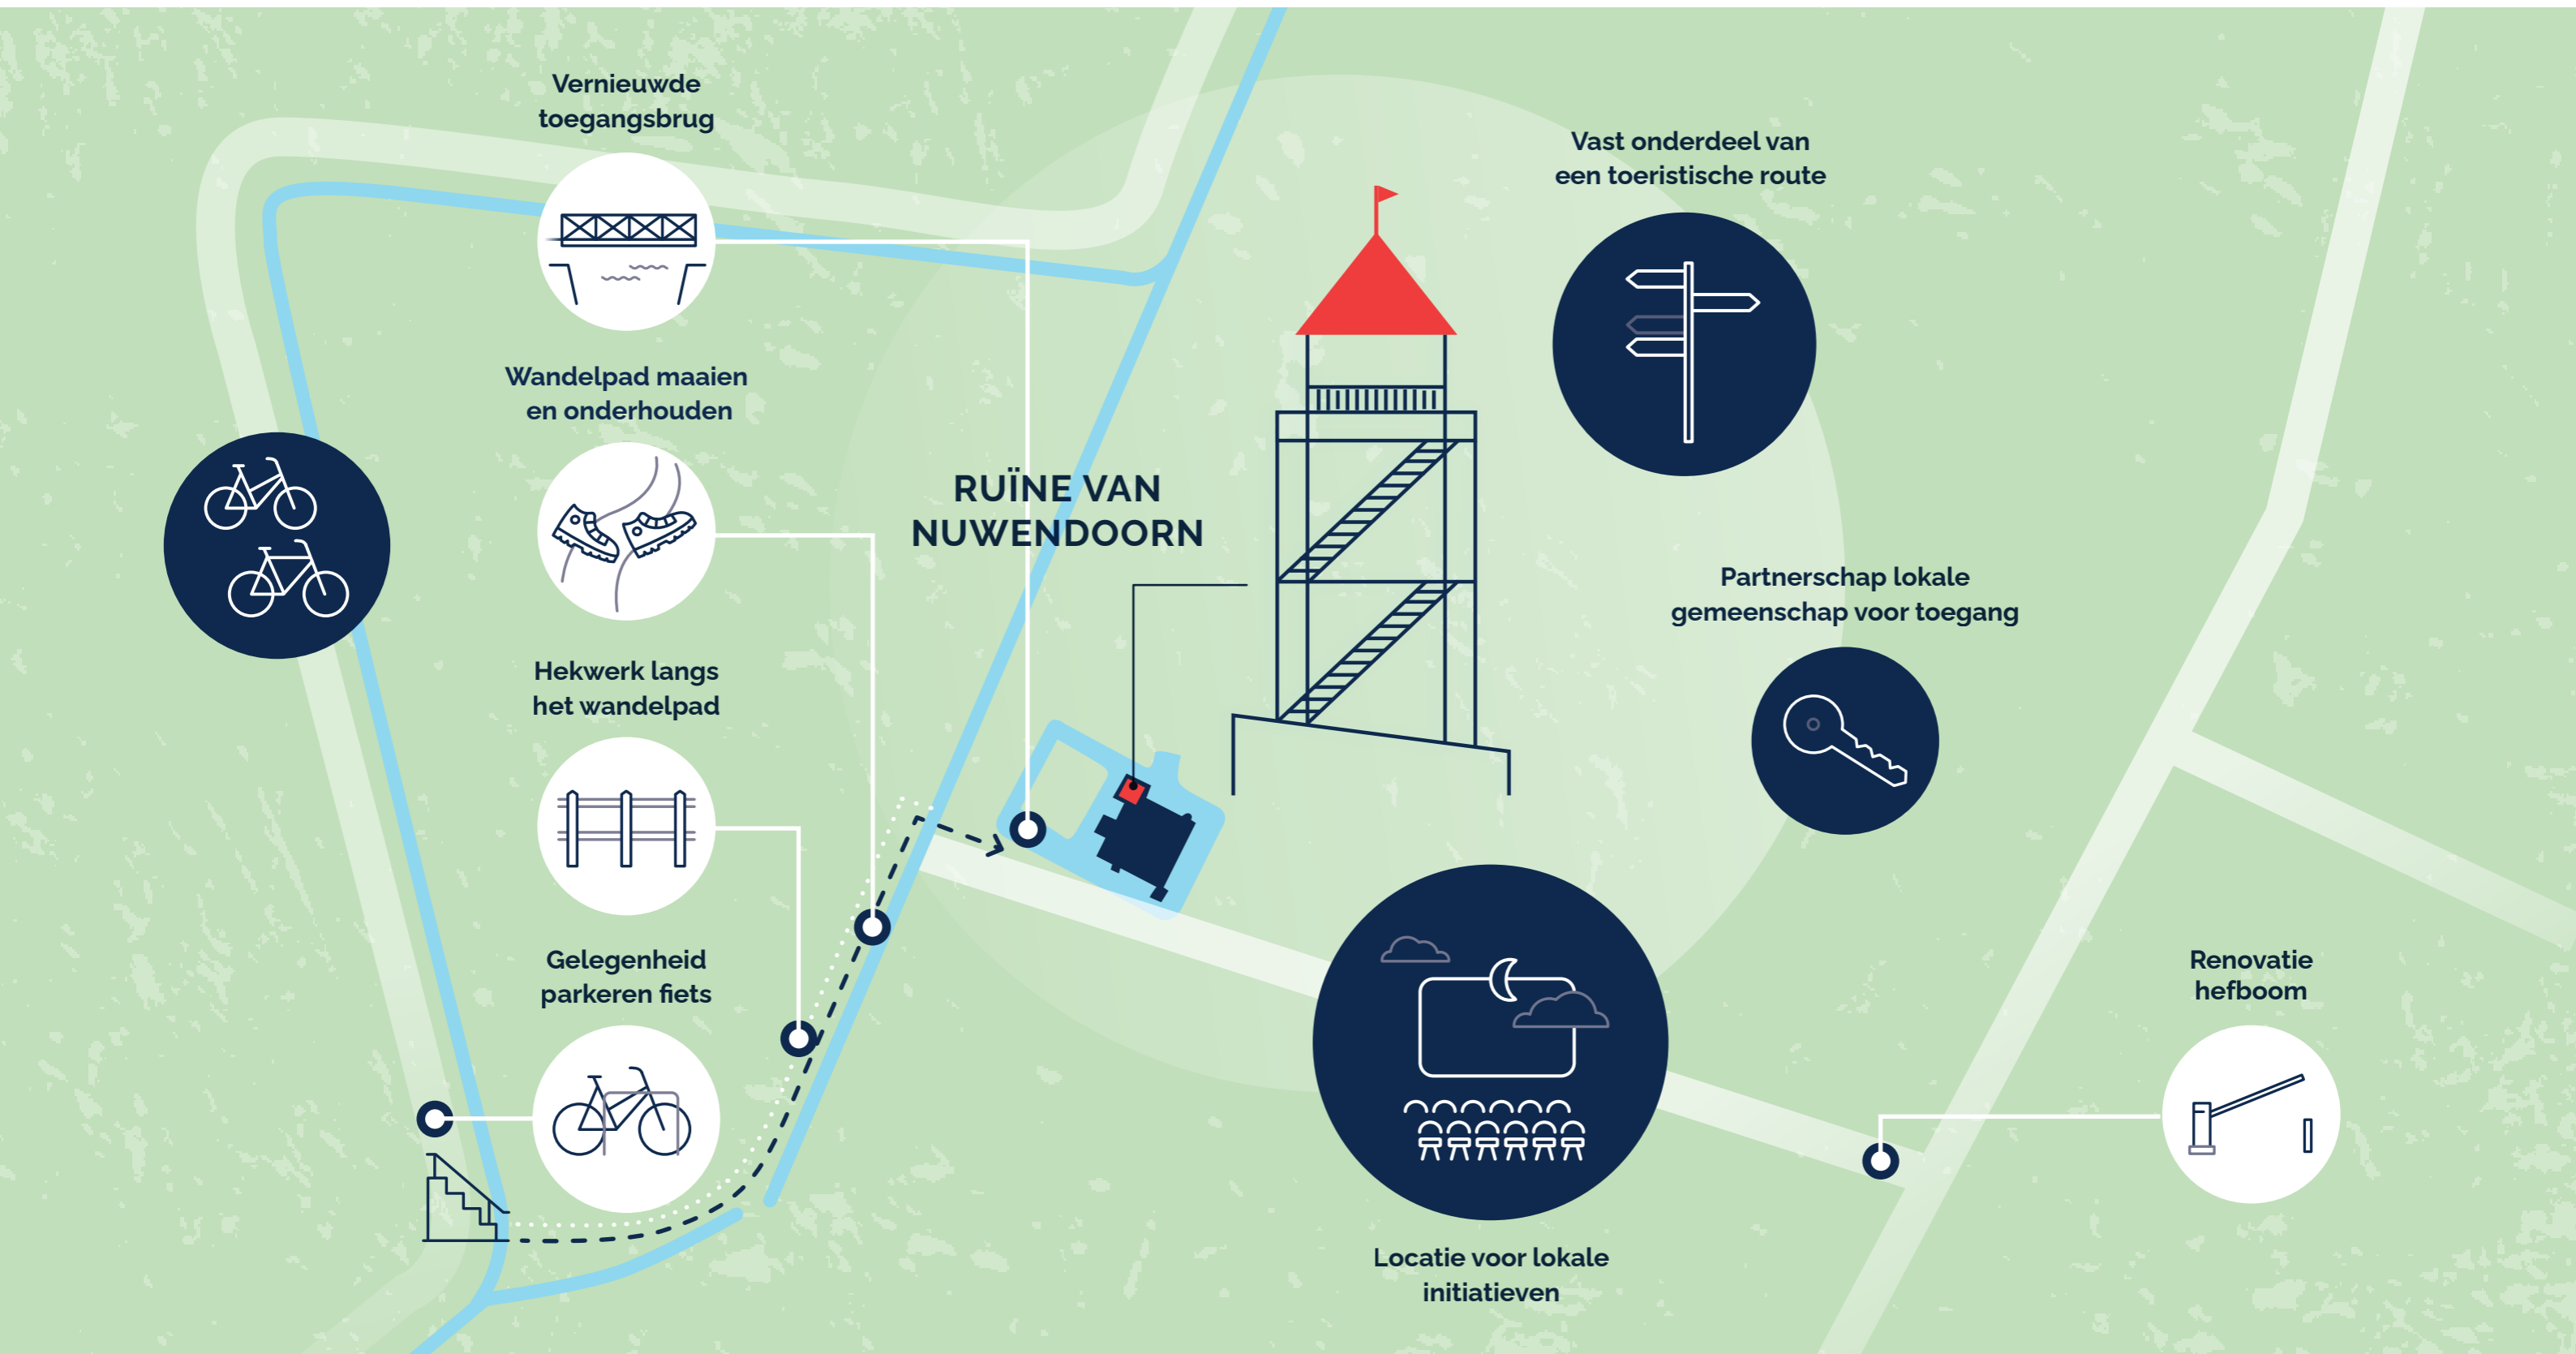 Vernieuwde
toegangsbrug
Wandelpad maaien
en onderhouden
Hekwerk langs
het wandelpad
Gelegenheid
parkeren fiets
RUÏNE VAN
NUWENDOORN
Vast onderdeel van
een toeristische route
Partnerschap lokale
gemeenschap voor toegang
Locatie voor lokale
initiatieven
Renovatie
hefboom